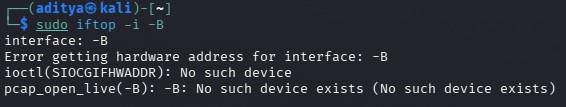 ┌──(aditya㉿kali)-[~]
└─$ sudo iftop -i -B
interface: -B
Error getting hardware address for interface: -B
ioctl(SIOCGIFHWADDR): No such device
pcap_open_live(-B): -B: No such device exists (No such device exists)